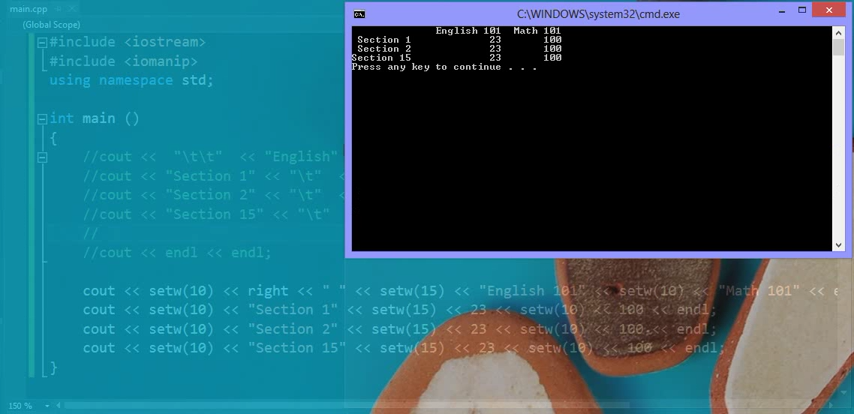 main.cpp
(Global Scope)
#include <iostream>
#include <iomanip>
using namespace std;
int main ()
{
//cout <<  "\t\t"  << "English"
//cout << "Section 1" << "\t"  <
//cout << "Section 2" << "\t"  <
//cout << "Section 15" << "\t"
//
//cout << endl << endl;
cout << setw(10) << right << " " << setw(15) << "English 101" << setw(10) << "Math 101" << e
cout << setw(10) << "Section 1" << setw(15) << 23 << setw(10) << 100 << endl;
cout << setw(10) << "Section 2" << setw(15) << 23 << setw(10) << 100 << endl;
cout << setw(10) << "Section 15" << setw(15) << 23 << setw(10) << 100 << endl;
}
150 %
C:\WINDOWS\system32\cmd.exe
English 101  Math 101
Section 1 23 100
Section 2 23 100
Section 15 23 100
Press any key to continue . . .